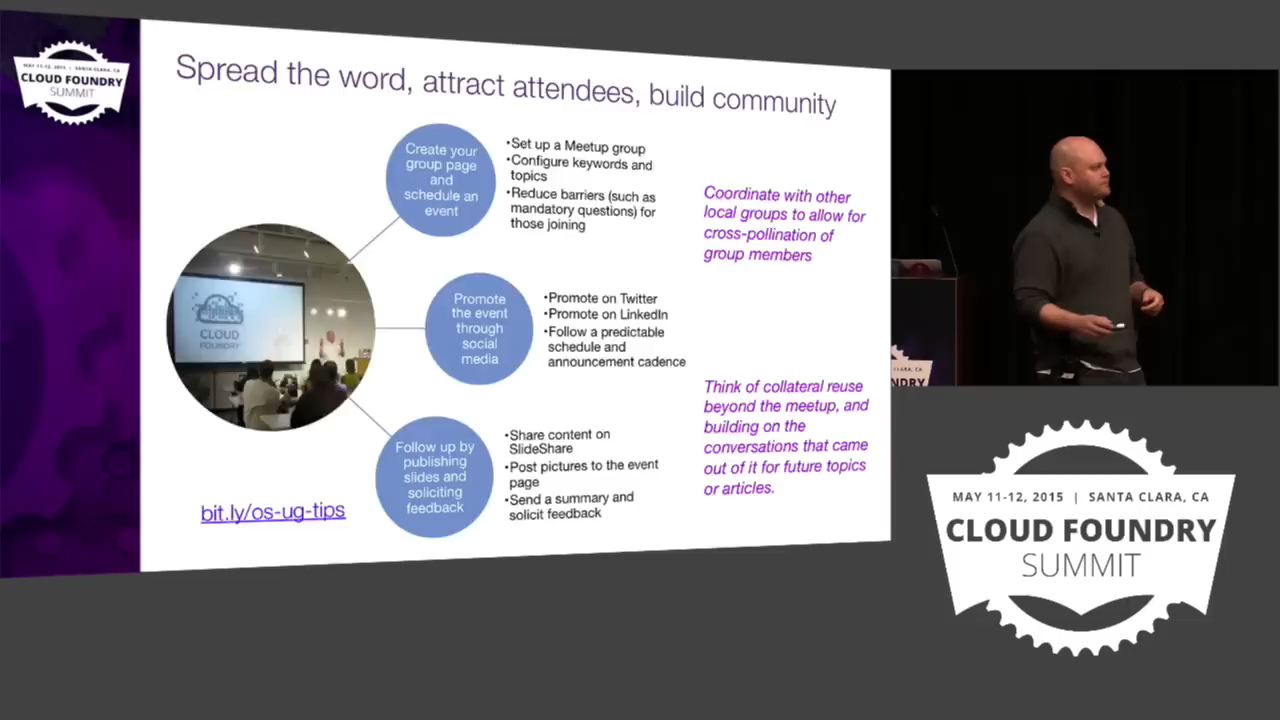 MAY 11-12, 2015 | SANTA CLARA, CA
CLOUD FOUNDRY
SUMMIT
Spread the word, attract attendees, build community
Create your
group page
and
schedule an
event
•Set up a Meetup group
•Configure keywords and
topics
•Reduce barriers (such as
mandatory questions) for
those joining
Coordinate with other
local groups to allow for
cross-pollination of
group members
CLOUD
FOUNDRY
Promote
the event
through
social
media
•Promote on Twitter
•Promote on LinkedIn
•Follow a predictable
schedule and
announcement cadence
Think of collateral reuse
beyond the meetup, and
building on the
conversations that came
out of it for future topics
or articles.
Follow up by
publishing
slides and
soliciting
feedback
•Share content on
SlideShare
•Post pictures to the event
page
•Send a summary and
solicit feedback
bit.ly/os-ug-tips
CLARA, CA
NDRY
MAY 11-12, 2015 | SANTA CLARA, CA
CLOUD FOUNDRY
SUMMIT